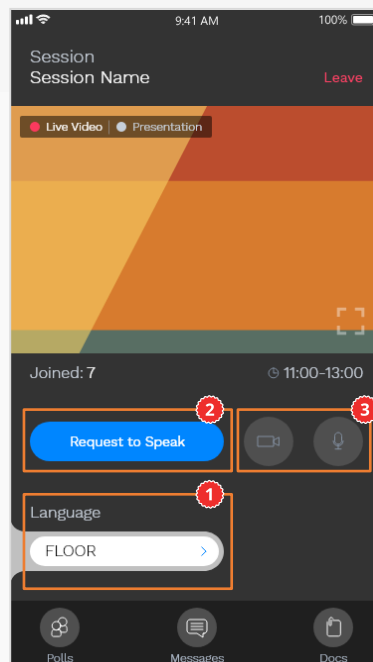 9:41 AM 100%
Session
Session Name Leave
Live Video | Presentation
Joined: 7 11:00-13:00
2 3
Request to Speak
1
Language
FLOOR
Polls Messages Docs